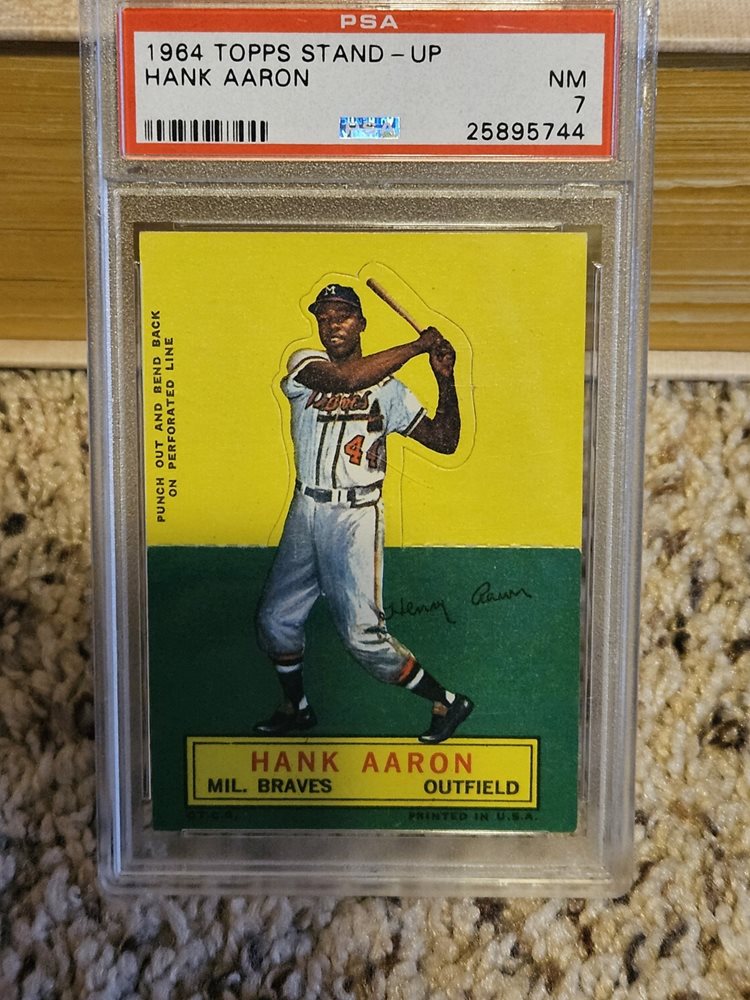 PSA
1964 TOPPS STAND-UP
HANK AARON
NM
7
25895744
PUNCH OUT AND BEND BACK
ON PERFORATED LINE
M
Braves
44
Henry Aaron
HANK AARON
MIL. BRAVES OUTFIELD
©T.C.G. PRINTED IN U.S.A.